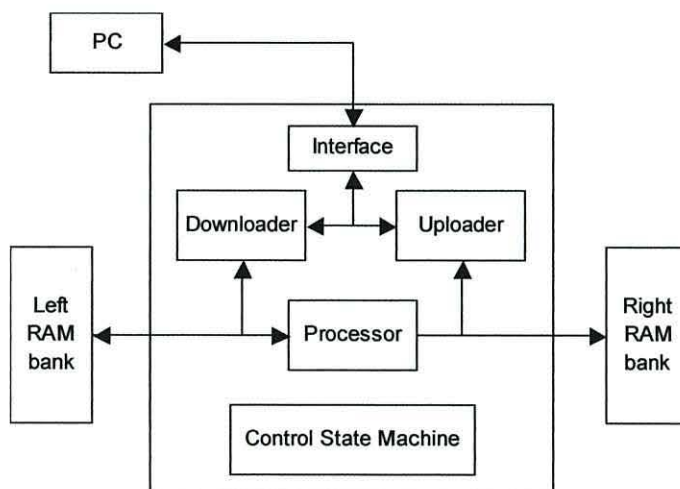 PC
Interface
Downloader
Uploader
Left
RAM
bank
Processor
Right
RAM
bank
Control State Machine